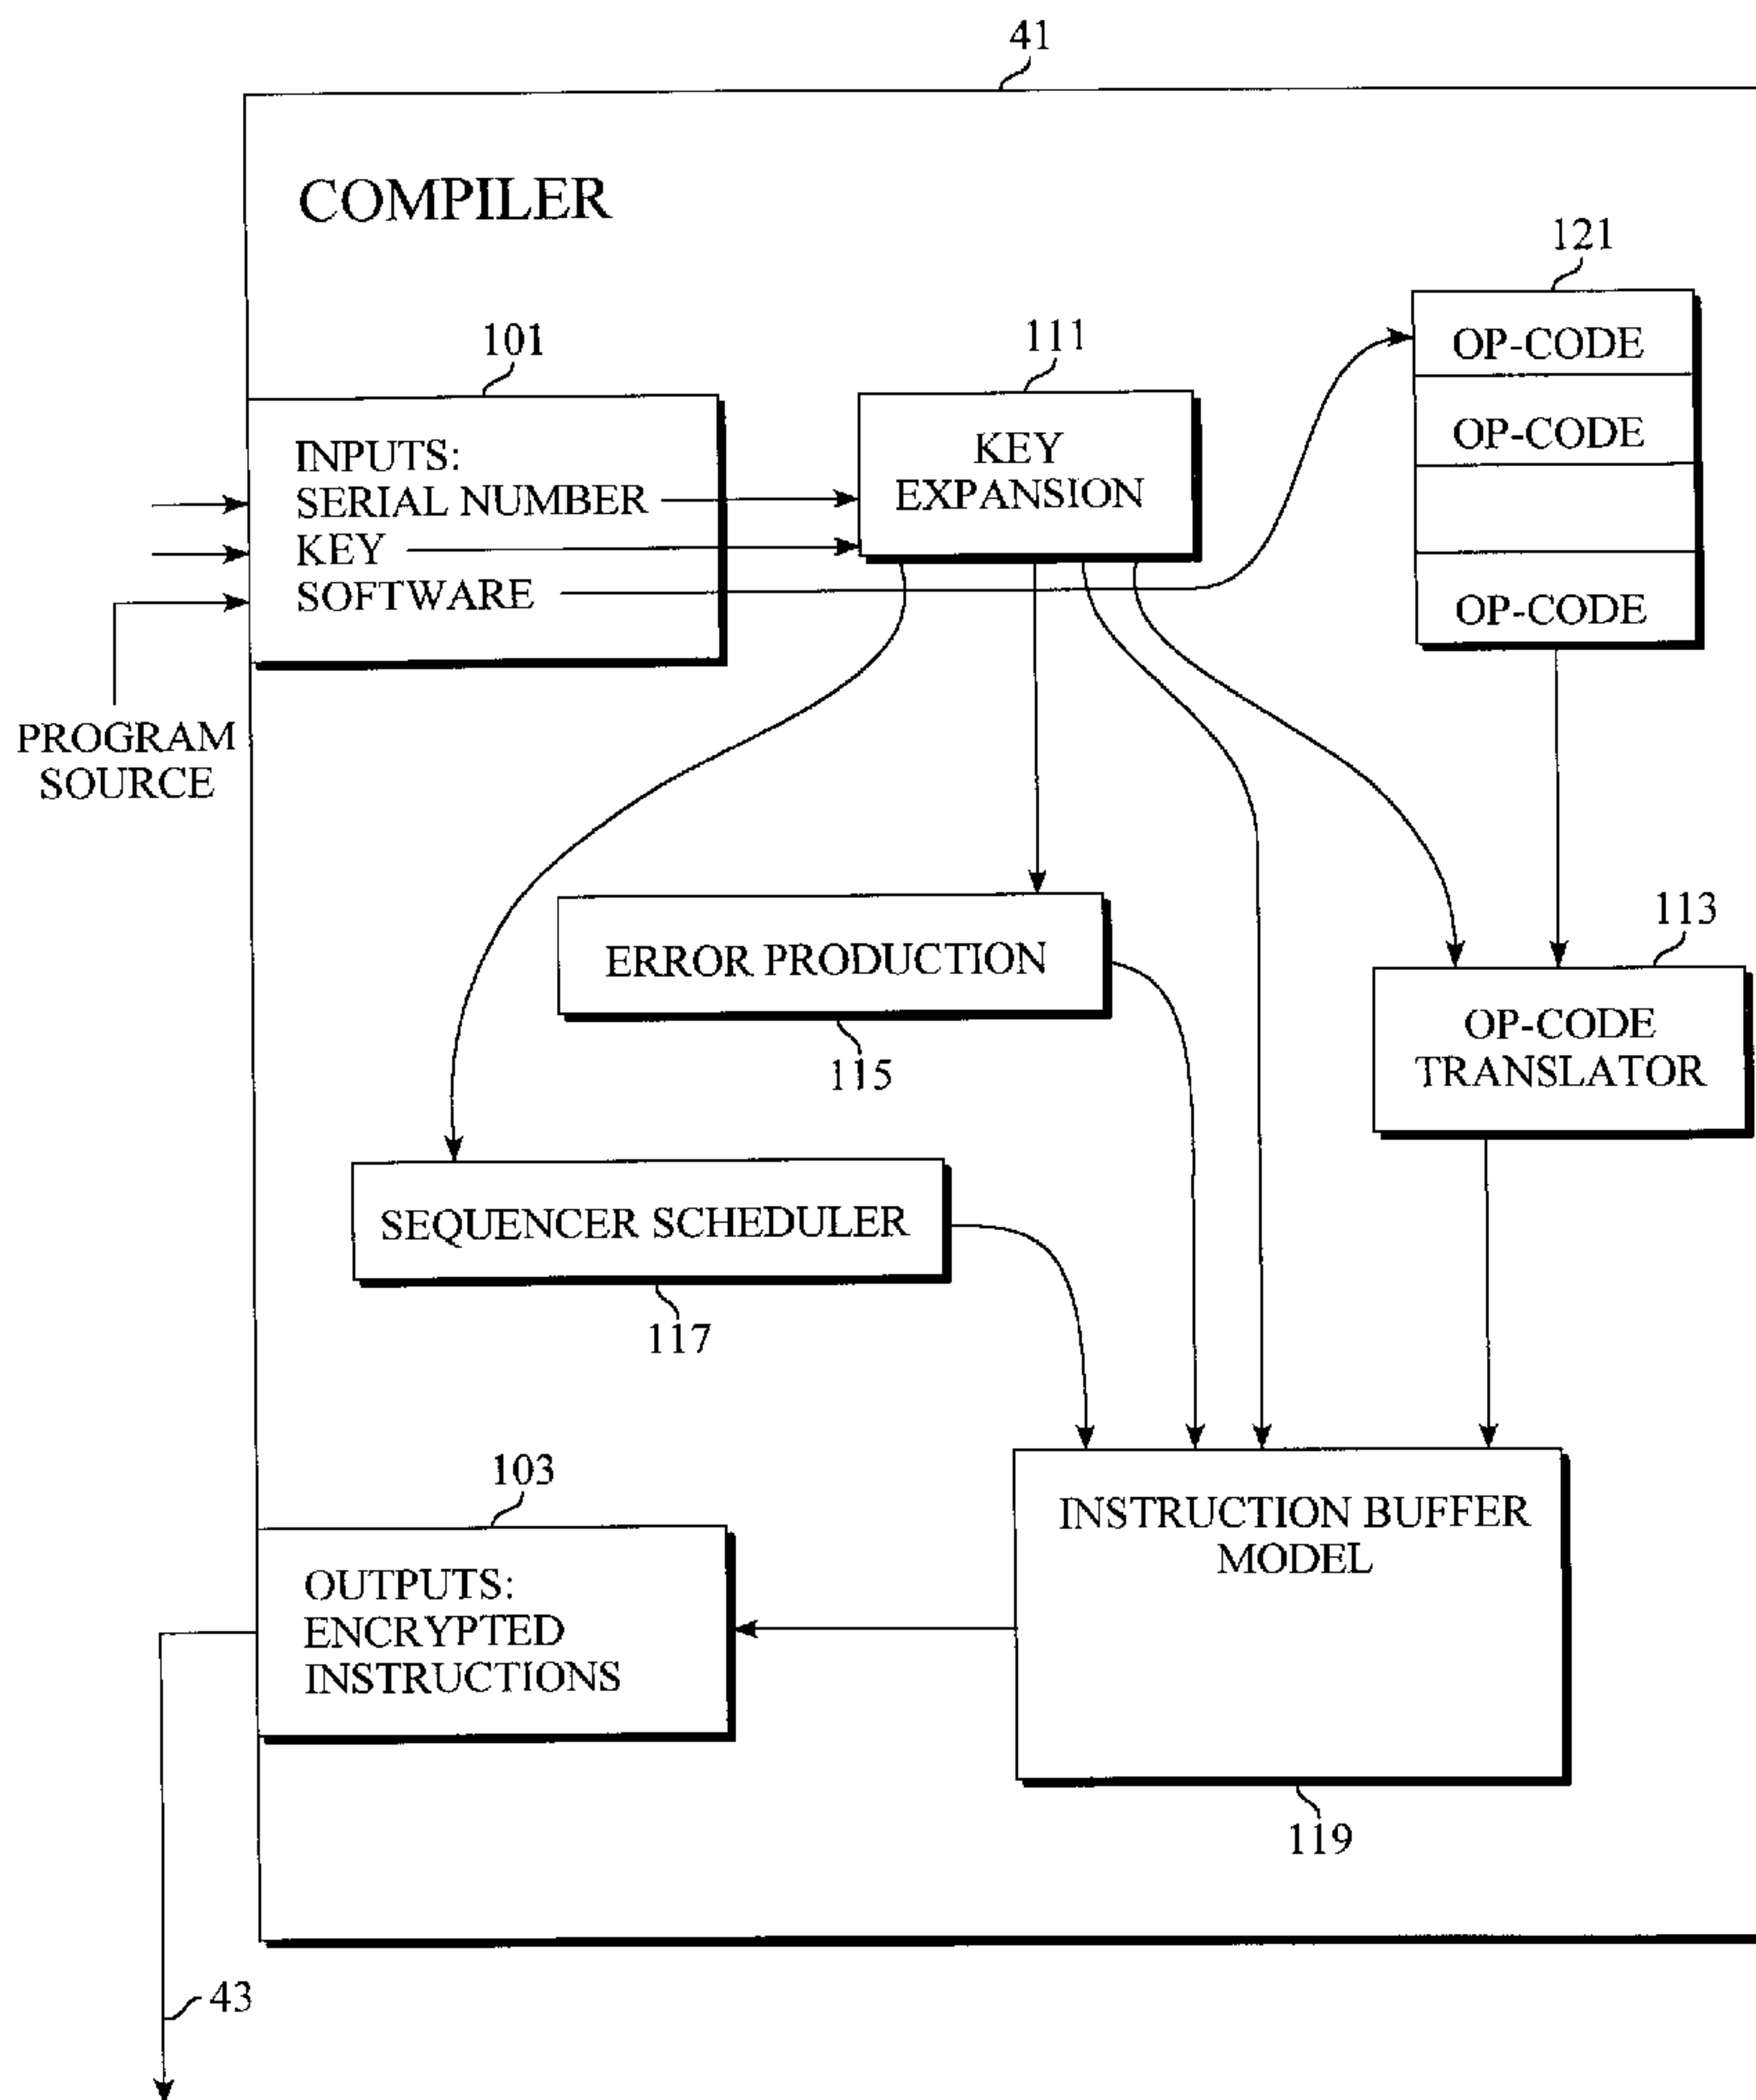 41
COMPILER
121
OP-CODE
OP-CODE
OP-CODE
101
INPUTS:
SERIAL NUMBER
KEY
SOFTWARE
111
KEY
EXPANSION
PROGRAM
SOURCE
ERROR PRODUCTION
115
113
OP-CODE
TRANSLATOR
SEQUENCER SCHEDULER
117
103
OUTPUTS:
ENCRYPTED
INSTRUCTIONS
INSTRUCTION BUFFER
MODEL
119
43